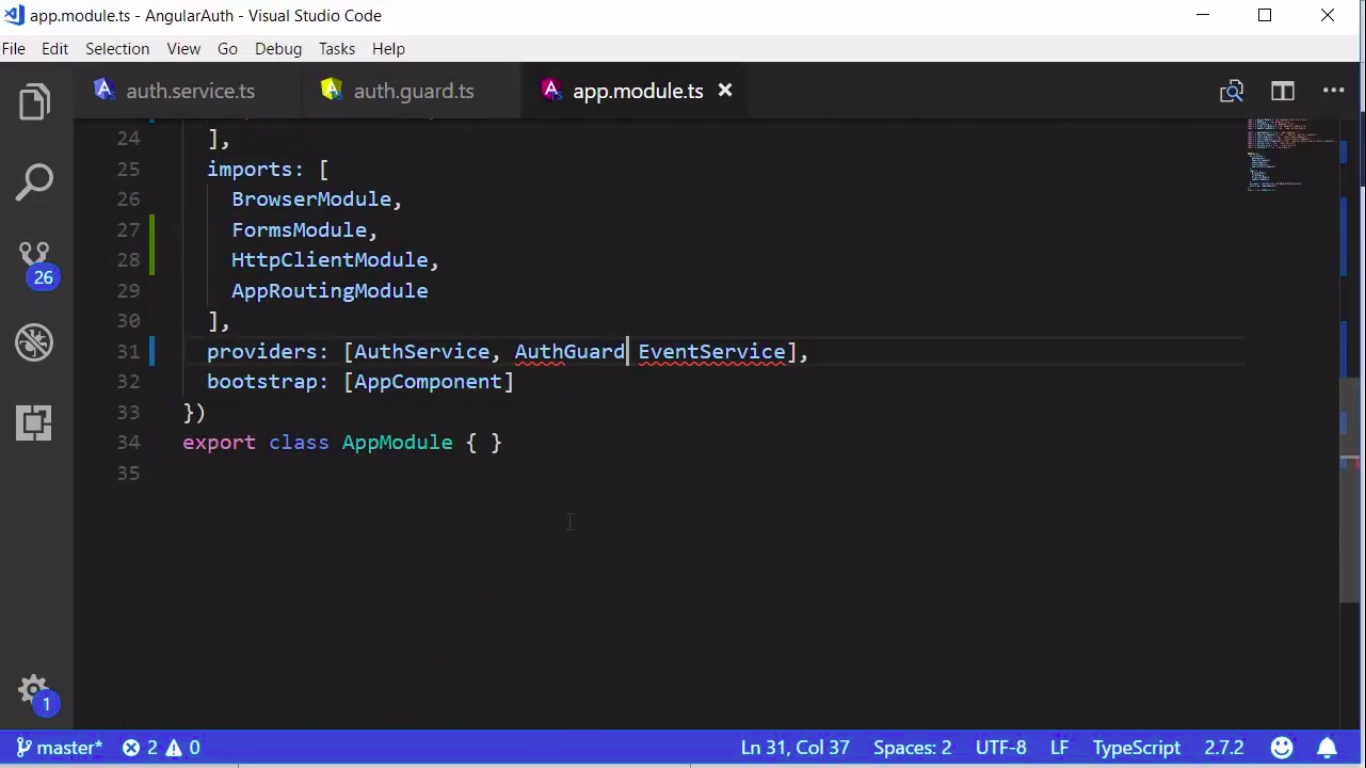 app.module.ts - AngularAuth - Visual Studio Code
File Edit Selection View Go Debug Tasks Help
auth.service.ts auth.guard.ts app.module.ts
24 ],
25 imports: [
26 BrowserModule,
27 FormsModule,
28 HttpClientModule,
29 AppRoutingModule
30 ],
31 providers: [AuthService, AuthGuard EventService],
32 bootstrap: [AppComponent]
33 })
34 export class AppModule { }
35
26
1
master* 2 0 Ln 31, Col 37 Spaces: 2 UTF-8 LF TypeScript 2.7.2